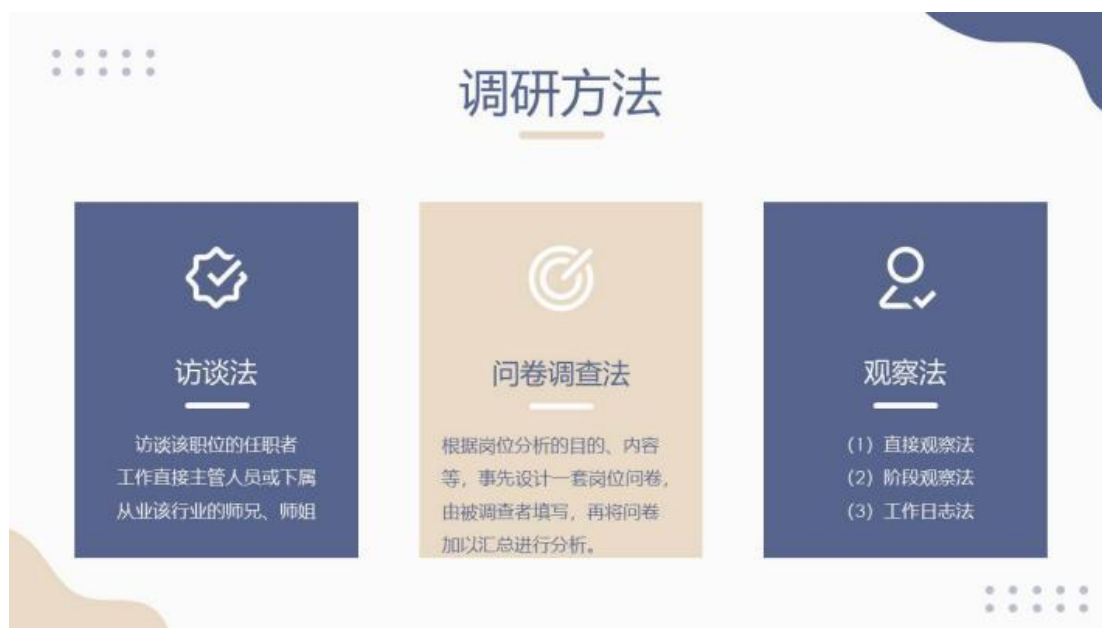 调研方法
访谈法
访谈该职位的任职者
工作直接主管人员或下属
从业该行业的师兄、师姐
问卷调查法
根据岗位分析的目的、内容
等，事先设计一套岗位问卷，
由被调查者填写，再将问卷
加以汇总进行分析。
观察法
(1) 直接观察法
(2) 阶段观察法
(3) 工作日志法